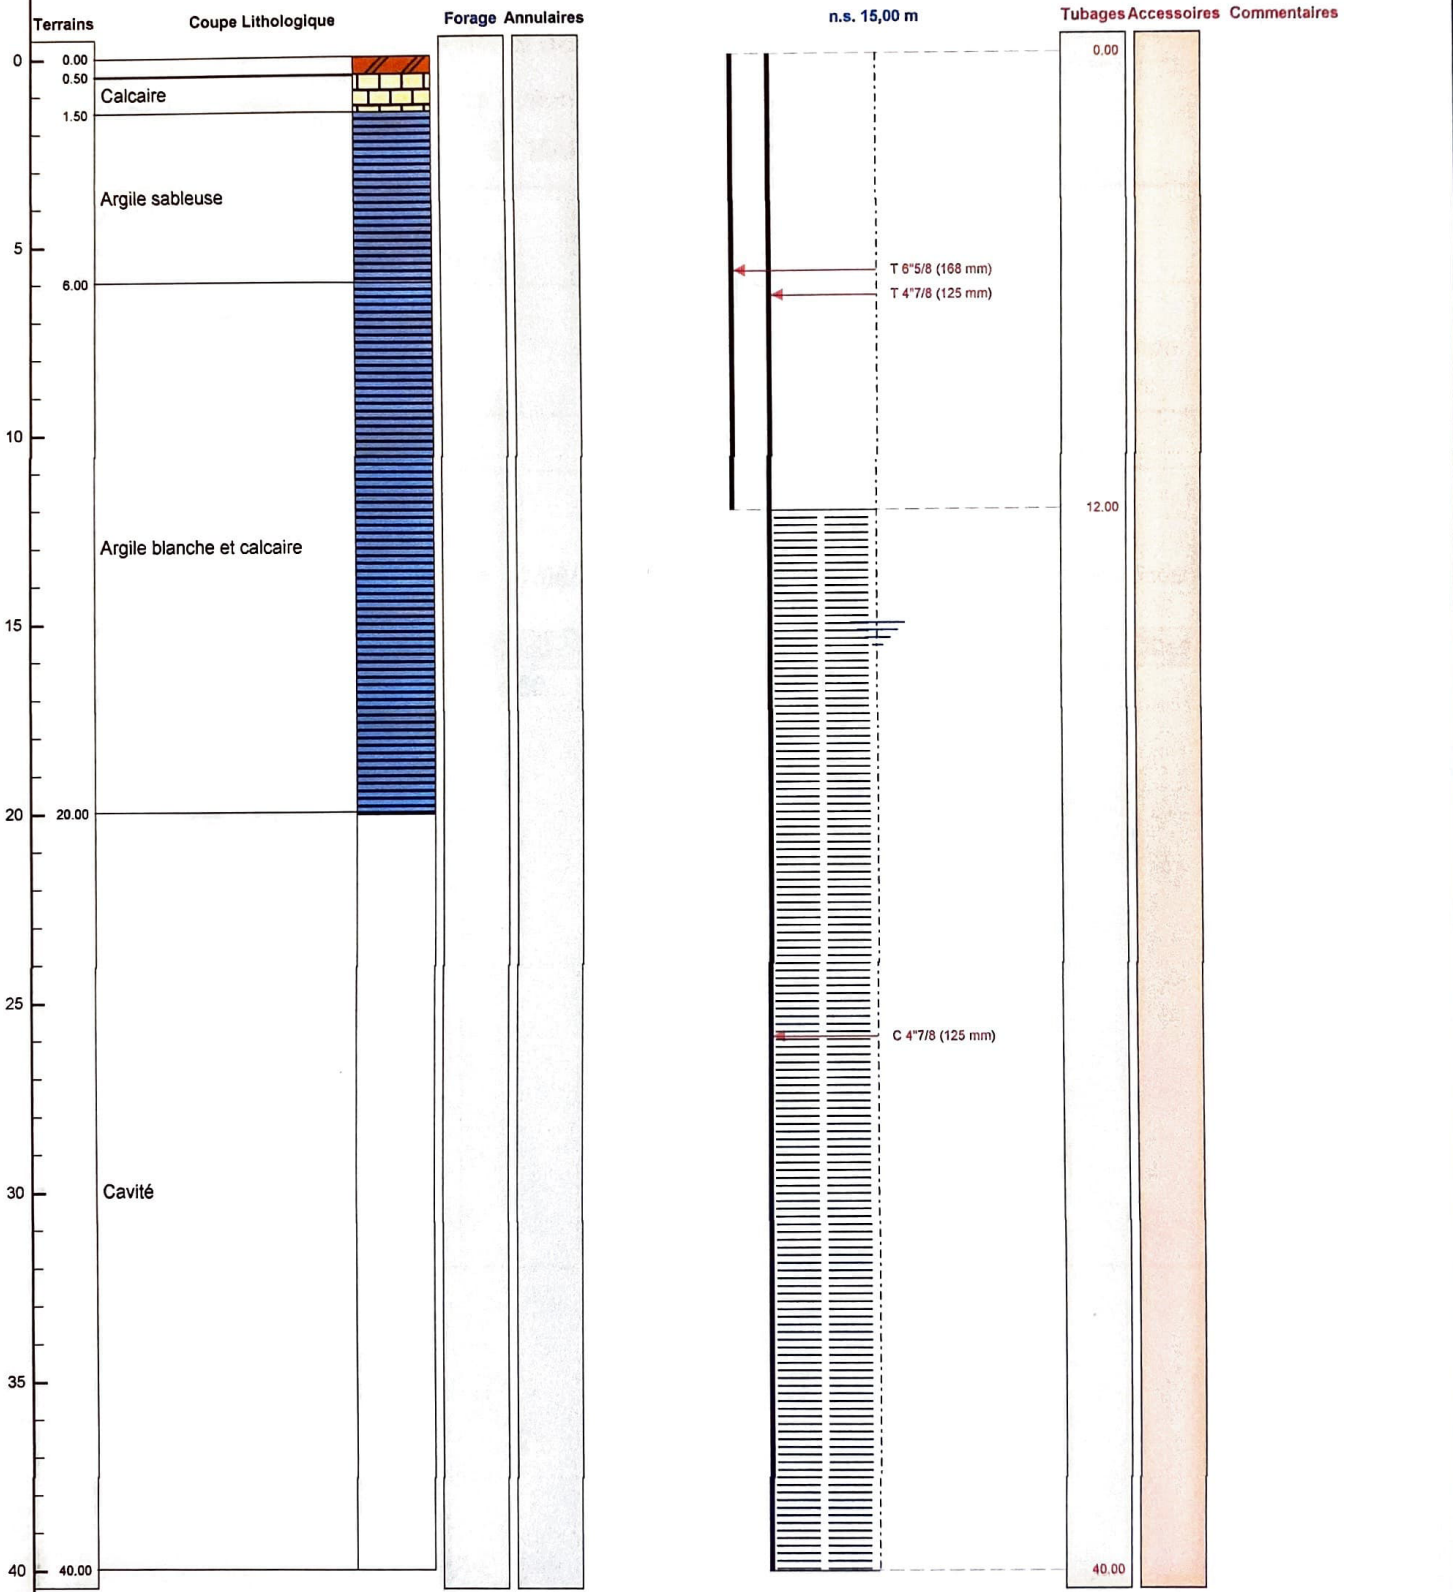 Terrains Coupe Lithologique Forage Annulaires n.s. 15,00 m Tubages Accessoires Commentaires
0 0.00 0.00
0.50
Calcaire
1.50
Argile sableuse
5
T 6"5/8 (168 mm)
6.00
T 4"7/8 (125 mm)
10
12.00
Argile blanche et calcaire
15
20 20.00
25
C 4"7/8 (125 mm)
30 Cavité
35
40 40.00 40.00